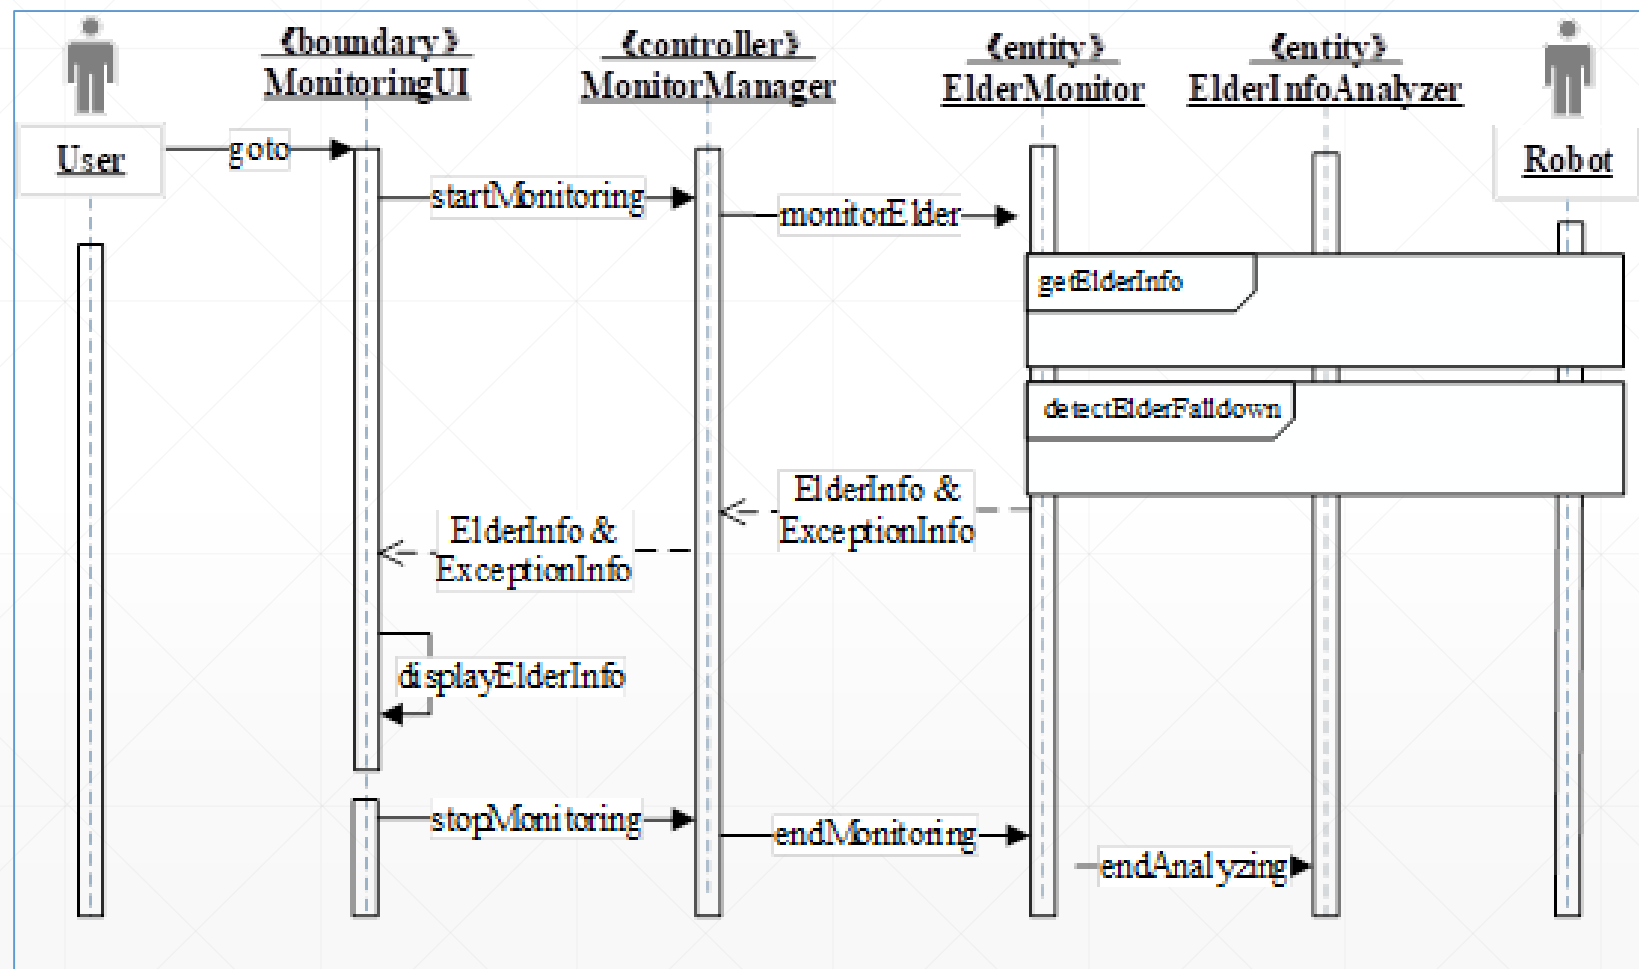 《boundary》
MonitoringUI
《controller》
MonitorManager
《entity》
ElderMonitor
《entity》
ElderInfoAnalyzer
User
Robot
goto
startMonitoring
monitorElder
getElderInfo
detectElderFalldown
ElderInfo &
ExceptionInfo
ElderInfo &
ExceptionInfo
displayElderInfo
stopMonitoring
endMonitoring
endAnalyzing